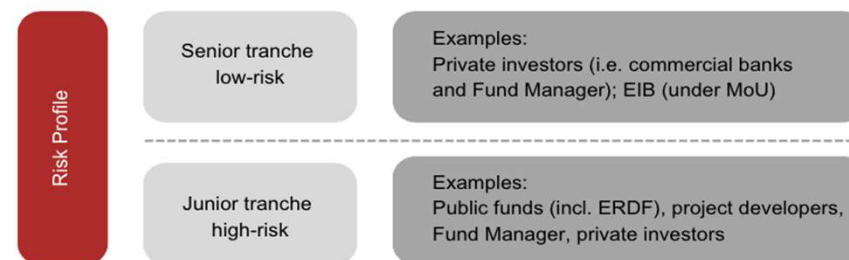 Risk Profile
Senior tranche
low-risk
Examples:
Private investors (i.e. commercial banks
and Fund Manager); EIB (under MoU)
Junior tranche
high-risk
Examples:
Public funds (incl. ERDF), project developers,
Fund Manager, private investors